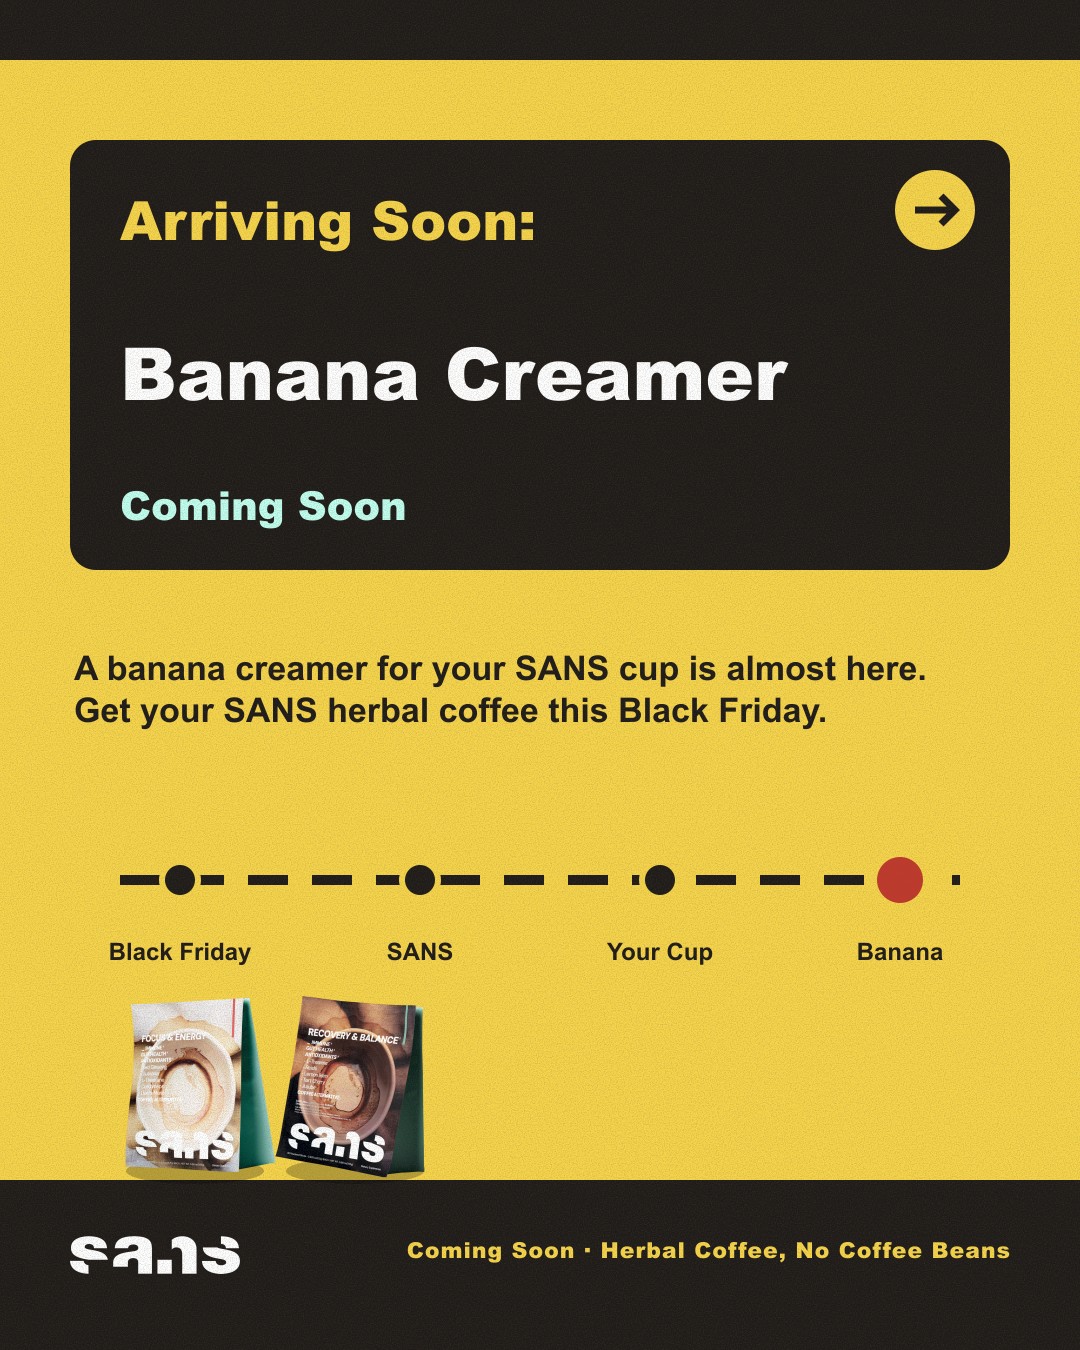 Arriving Soon:
Banana Creamer
Coming Soon
A banana creamer for your SANS cup is almost here.
Get your SANS herbal coffee this Black Friday.
Black Friday
SANS
Your Cup
Banana
FOCUS & ENERGY
RECOVERY & BALANCE
sans
sans
sans
Coming Soon · Herbal Coffee, No Coffee Beans